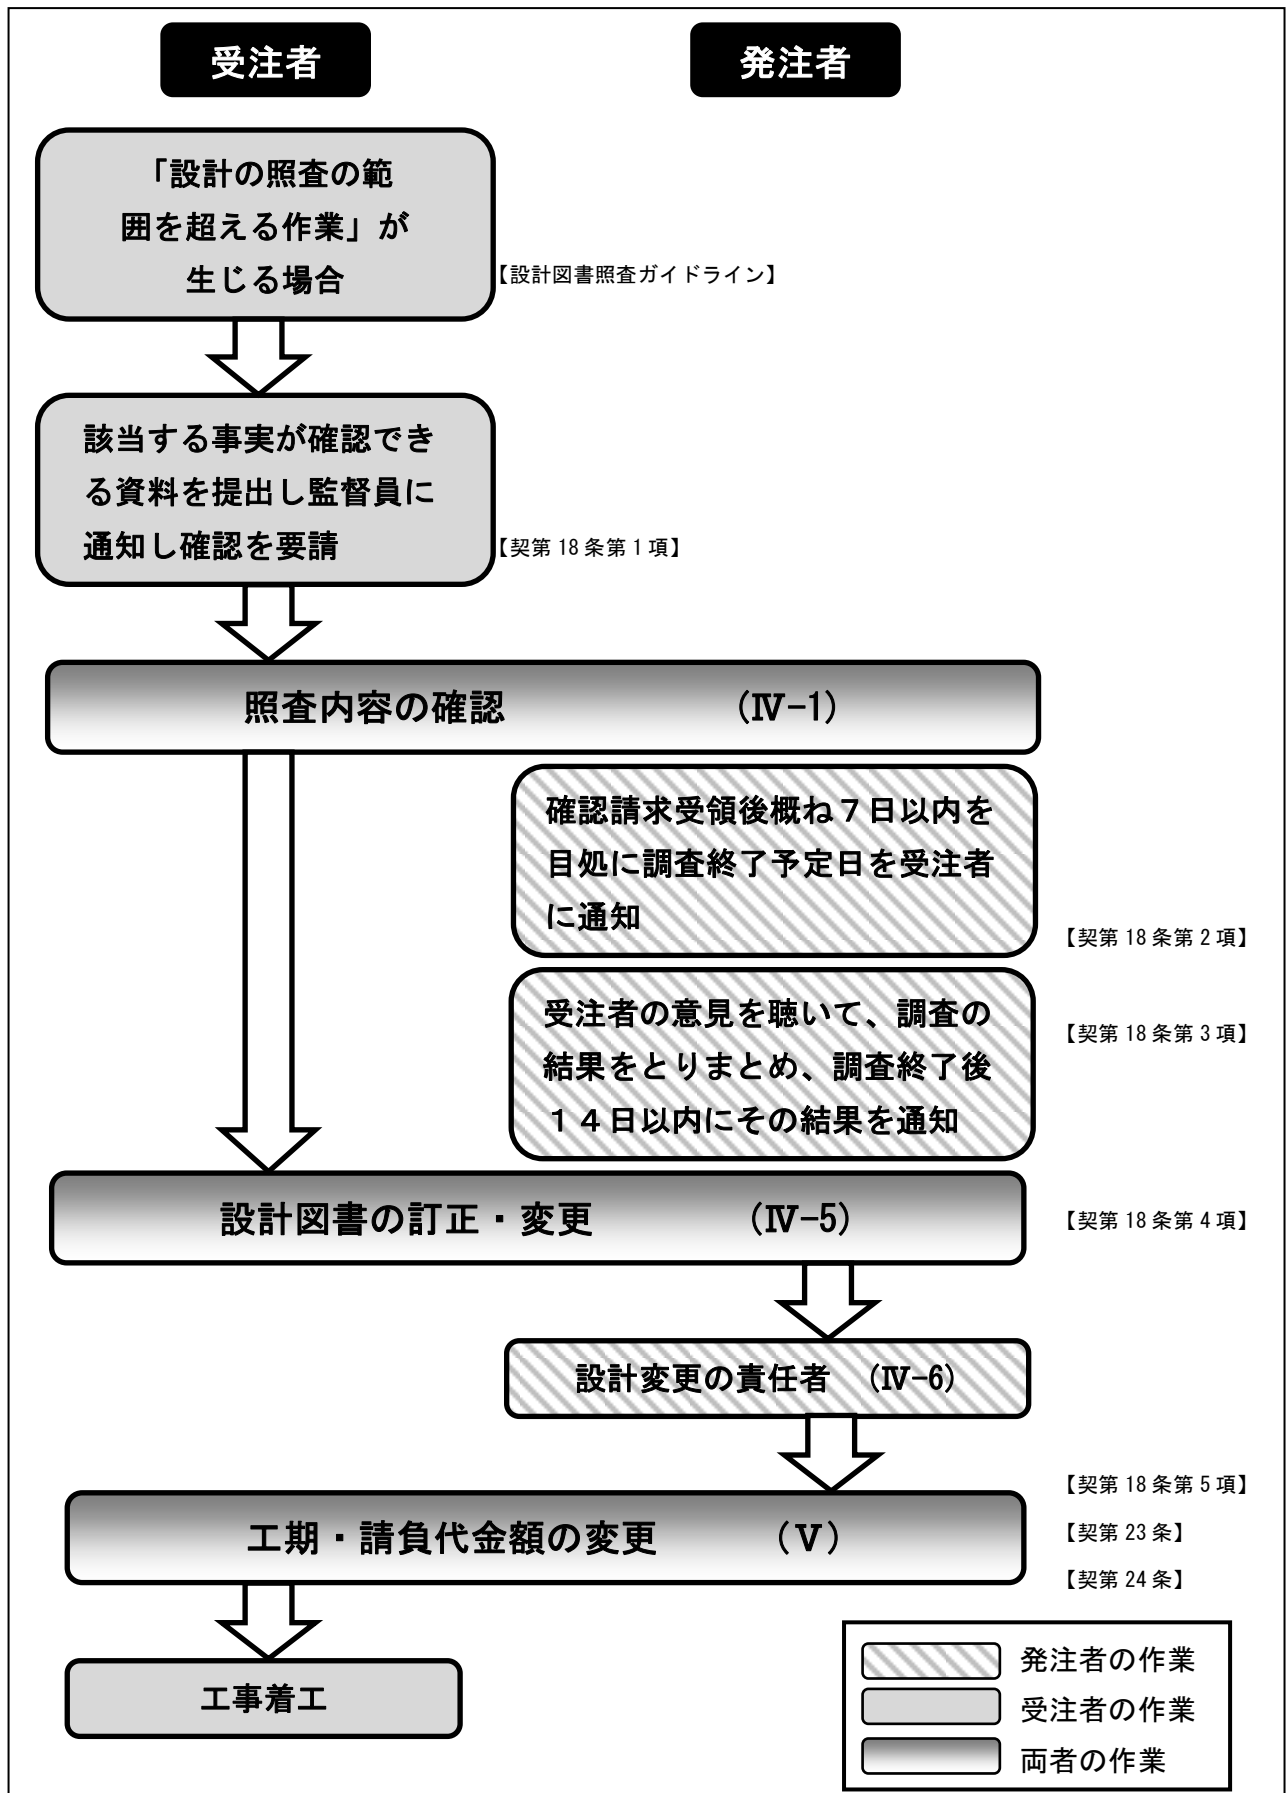 受注者
発注者
「設計の照査の範
囲を超える作業」が
生じる場合
【設計図書照査ガイドライン】
該当する事実が確認でき
る資料を提出し監督員に
通知し確認を要請
【契第18条第1項】
照査内容の確認 (Ⅳ-1)
確認請求受領後概ね７日以内を
目処に調査終了予定日を受注者
に通知
【契第18条第2項】
受注者の意見を聴いて、調査の
結果をとりまとめ、調査終了後
１４日以内にその結果を通知
【契第18条第3項】
設計図書の訂正・変更 (Ⅳ-5)
【契第18条第4項】
設計変更の責任者 (Ⅳ-6)
工期・請負代金額の変更 (Ⅴ)
【契第18条第5項】
【契第23条】
【契第24条】
工事着工
発注者の作業
受注者の作業
両者の作業